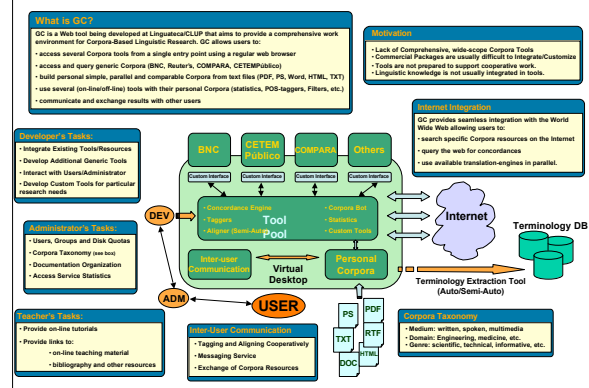 What is GC?
GC is a Web tool being developed at Linguateca/CLUP that aims to provide a comprehensive work
environment for Corpora-Based Linguistic Research. GC allows users to:
• access several Corpora tools from a single entry point using a regular web browser
• access and query generic Corpora (BNC, Reuter's, COMPARA, CETEMPúblico)
• build personal simple, parallel and comparable Corpora from text files (PDF, PS, Word, HTML, TXT)
• use several (on-line/off-line) tools with their personal Corpora (statistics, POS-taggers, Filters, etc.)
• communicate and exchange results with other users
Motivation
• Lack of Comprehensive, wide-scope Corpora Tools
• Commercial Packages are usually difficult to Integrate/Customize
• Tools are not prepared to support cooperative work.
• Linguistic knowledge is not usually integrated in tools.
Internet Integration
GC provides seamless integration with the World
Wide Web allowing users to:
• search specific Corpora resources on the Internet
• query the web for concordances
• use available translation-engines in parallel.
Developer's Tasks:
• Integrate Existing Tools/Resources
• Develop Additional Generic Tools
• Interact with Users/Administrator
• Develop Custom Tools for particular
research needs
BNC
CETEM
Público
COMPARA
Others
Custom Interface
Custom Interface
Custom Interface
Custom Interface
• Concordance Engine
• Taggers
• Aligner (Semi-Auto)
Tool
Pool
• Corpora Bot
• Statistics
• Custom Tools
Inter-user
Communication
Virtual
Desktop
Personal
Corpora
DEV
ADM
USER
Internet
Terminology DB
Terminology Extraction Tool
(Auto/Semi-Auto)
Administrator's Tasks:
• Users, Groups and Disk Quotas
• Corpora Taxonomy (see box)
• Documentation Organization
• Access Service Statistics
Teacher's Tasks:
• Provide on-line tutorials
• Provide links to:
• on-line teaching material
• bibliography and other resources
Inter-User Communication
• Tagging and Aligning Cooperatively
• Messaging Service
• Exchange of Corpora Resources
PS
PDF
TXT
RTF
DOC
HTML
Corpora Taxonomy
• Medium: written, spoken, multimedia
• Domain: Engineering, medicine, etc.
• Genre: scientific, technical, informative, etc.